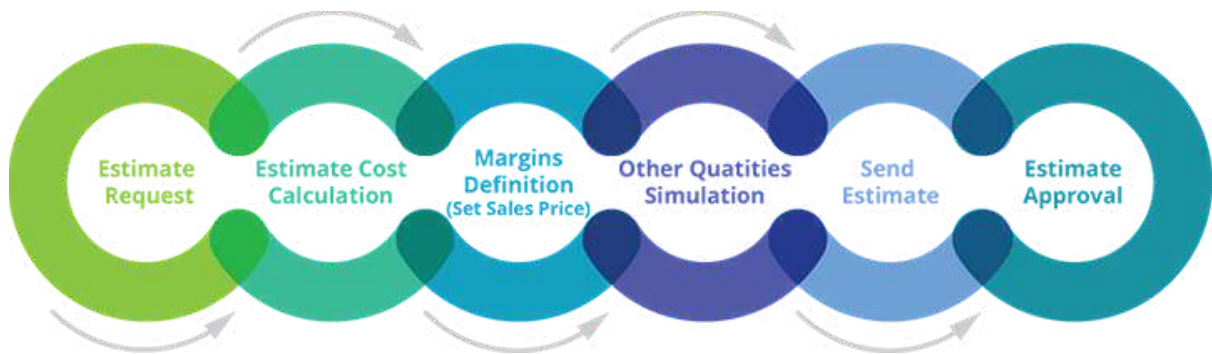 Estimate
Request
Estimate Cost
Calculation
Margins
Definition
(Set Sales Price)
Other Quatities
Simulation
Send
Estimate
Estimate
Approval